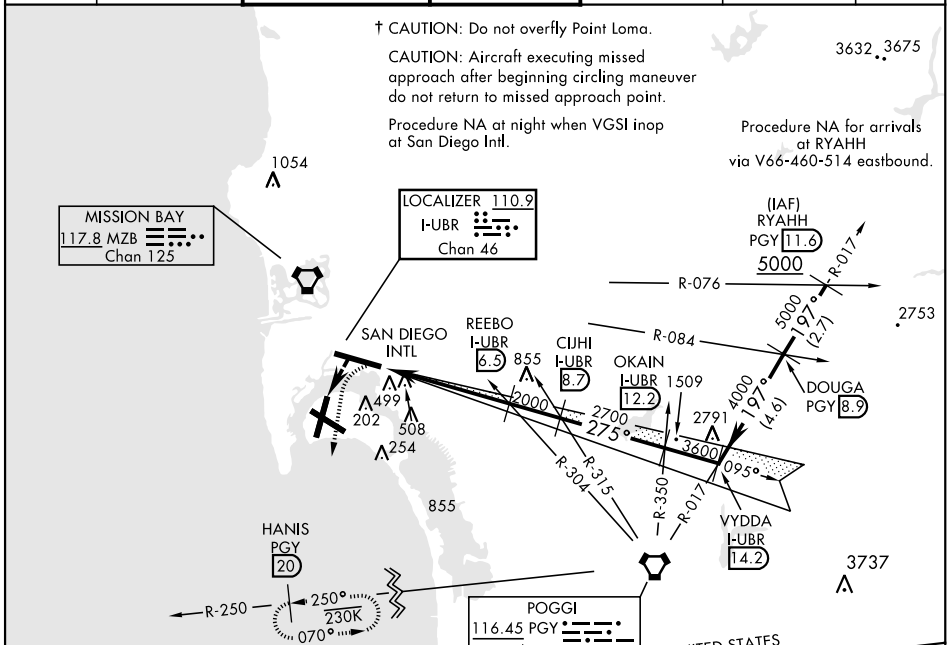 † CAUTION: Do not overfly Point Loma.
CAUTION: Aircraft executing missed
approach after beginning circling maneuver
do not return to missed approach point.
Procedure NA at night when VGSI inop
at San Diego Intl.
3632 3675
Procedure NA for arrivals
at RYAHH
via V66-460-514 eastbound.
1054
MISSION BAY
117.8 MZB
Chan 125
LOCALIZER 110.9
I-UBR
Chan 46
(IAF)
RYAHH
PGY 11.6
5000
R-017
R-076
5000
197°
(2.7)
2753
R-084
SAN DIEGO
INTL
REEBO
I-UBR
6.5
855
CIJHI
I-UBR
8.7
OKAIN
I-UBR
12.2
1509
4000
197°
(4.6)
DOUGA
PGY 8.9
499
202
508
254
2000
2700
275°
2791
3600
095°
R-304
R-315
R-350
R-017
VYDDA
I-UBR
14.2
855
HANIS
PGY
20
R-250
250°
230K
070°
3737
POGGI
116.45 PGY